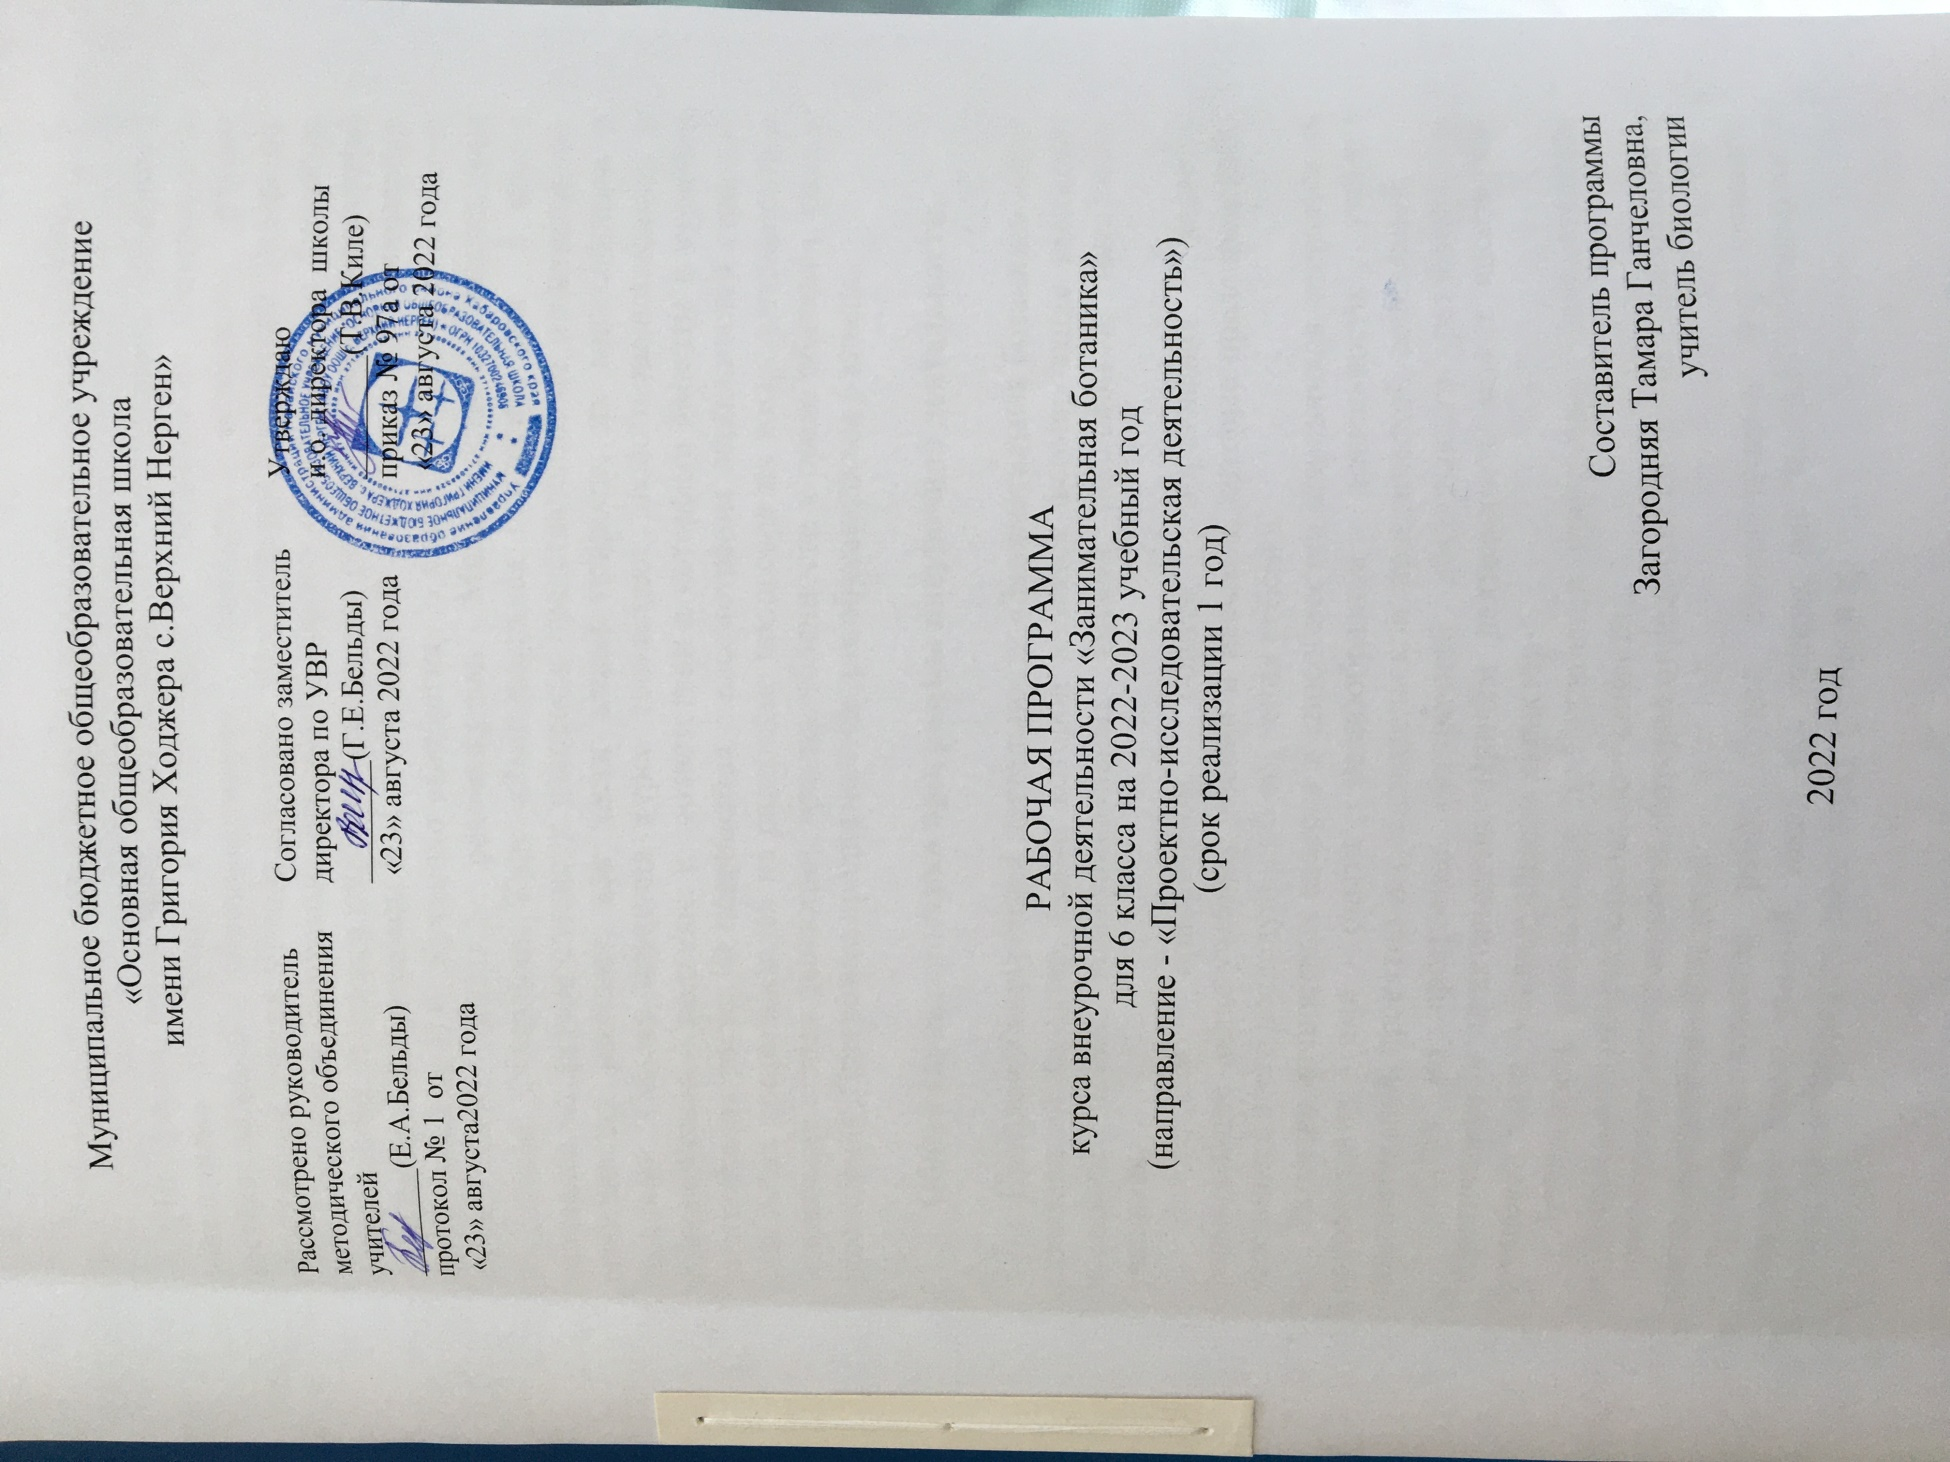 Муниципальное бюджетное общеобразовательное учреждение
«Основная общеобразовательная школа
имени Григория Ходжера с.Верхний Нерген»
Рассмотрено руководитель
методического объединения
учителей
(Е.А.Бельды)
протокол № 1 от
«23» августа2022 года
Согласовано заместитель
директора по УВР
(Г.Е.Бельды)
«23» августа 2022 года
Утверждаю
и.о. директора школы
(Т.В.Киле)
приказ № 97а от
«23» августа 2022 года
РАБОЧАЯ ПРОГРАММА
курса внеурочной деятельности «Занимательная ботаника»
для 6 класса на 2022-2023 учебный год
(направление - «Проектно-исследовательская деятельность»)
(срок реализации 1 год)
Составитель программы
Загородняя Тамара Ганчеловна,
учитель биологии
2022 год